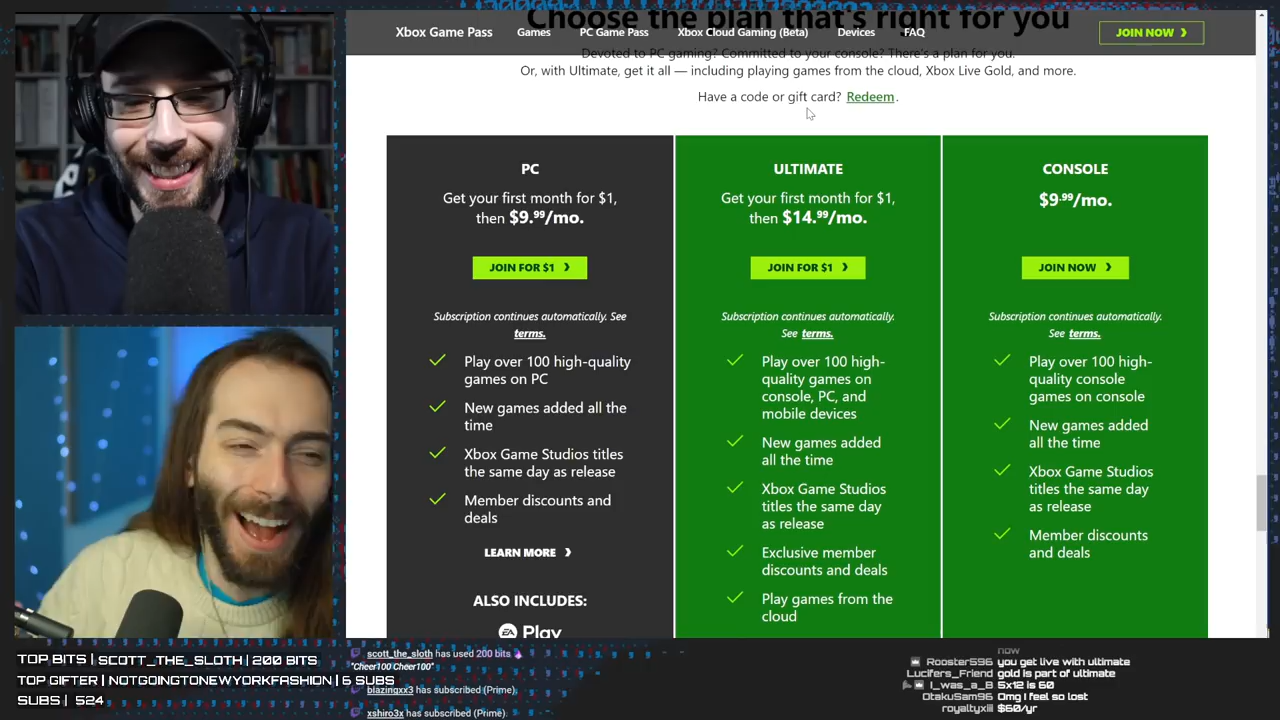 Choose the plan that's right for you
Xbox Game Pass Games PC Game Pass Xbox Cloud Gaming (Beta) Devices FAQ JOIN NOW
Devoted to PC gaming? Committed to your console? There's a plan for you.
Or, with Ultimate, get it all — including playing games from the cloud, Xbox Live Gold, and more.
Have a code or gift card? Redeem.
PC
Get your first month for $1,
then $9.99/mo.
JOIN FOR $1
Subscription continues automatically. See
terms.
Play over 100 high-quality
games on PC
New games added all the
time
Xbox Game Studios titles
the same day as release
Member discounts and
deals
LEARN MORE
ALSO INCLUDES:
EA Play
ULTIMATE
Get your first month for $1,
then $14.99/mo.
JOIN FOR $1
Subscription continues automatically.
See terms.
Play over 100 high-
quality games on
console, PC, and
mobile devices
New games added
all the time
Xbox Game Studios
titles the same day
as release
Exclusive member
discounts and deals
Play games from the
cloud
CONSOLE
$9.99/mo.
JOIN NOW
Subscription continues automatically.
See terms.
Play over 100 high-
quality console
games on console
New games added
all the time
Xbox Game Studios
titles the same day
as release
Member discounts
and deals
TOP BITS | SCOTT_THE_SLOTH | 200 BITS
TOP GIFTER | NOTGOINGTONEWYORKFASHION | 6 SUBS
SUBS | 524
scott_the_sloth has used 200 bits
"Cheer100 Cheer100"
blazingxx3 has subscribed (Prime).
xshiro3x has subscribed (Prime).
now
Rooster596 you get live with ultimate
Lucifers_Friend gold is part of ultimate
I_was_a_B 5x12 is 60
OtakuSam96 Omg I feel so lost
royaltyxiii $60/yr